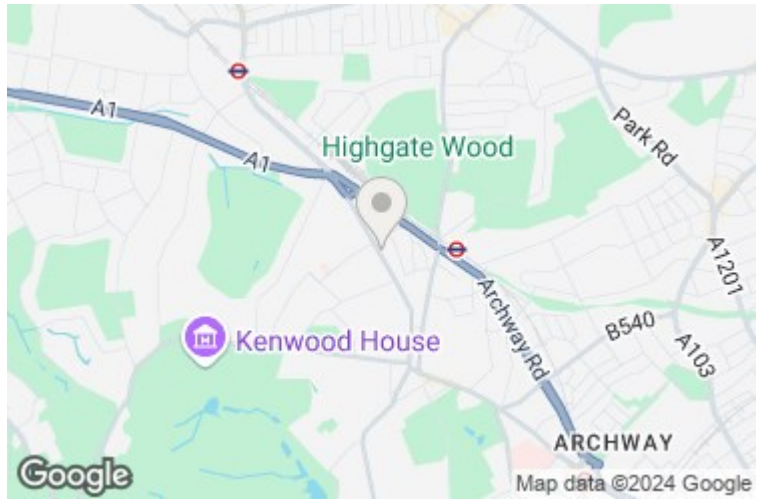 A1
A1
Highgate Wood
Park Rd
A1201
Archway Rd
B540
A103
Kenwood House
ARCHWAY
Google
Map data ©2024 Google